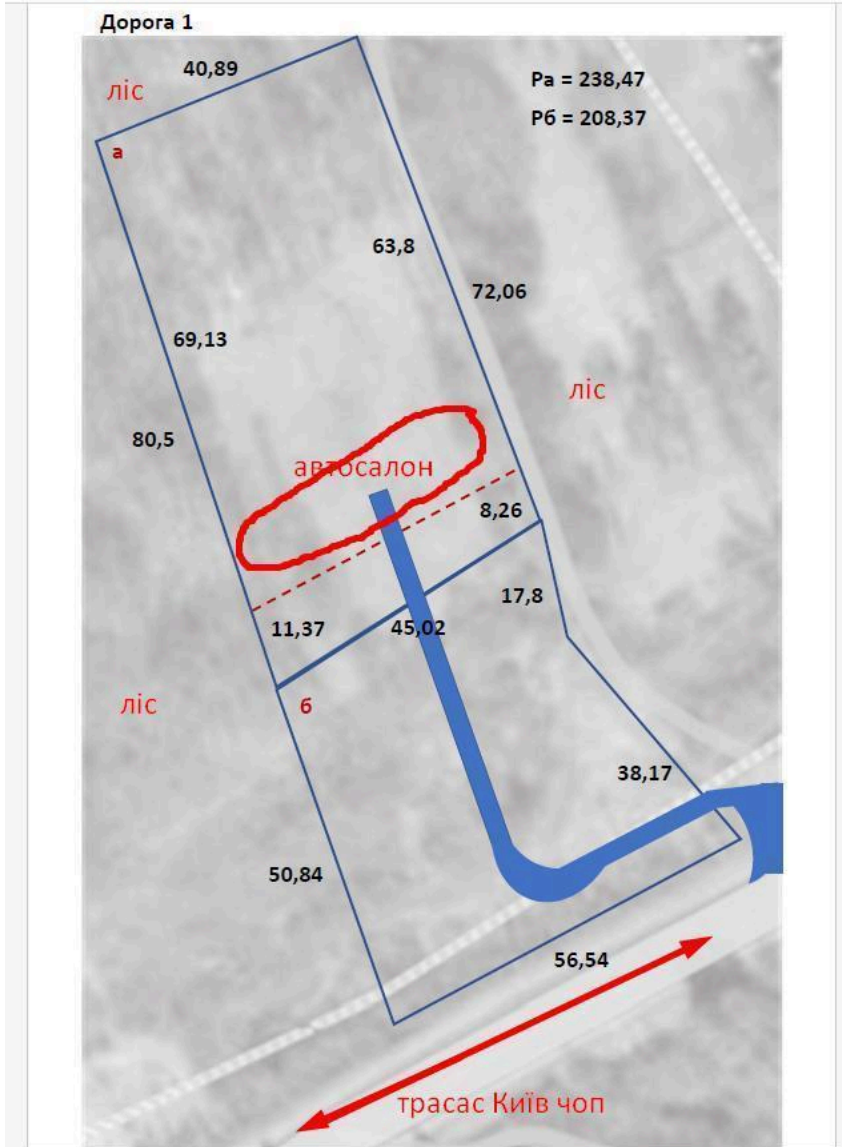 Дорога 1
40,89
ліс
Ра = 238,47
Рб = 208,37
а
63,8
72,06
69,13
ліс
80,5
автосалон
8,26
17,8
11,37
45,02
ліс
б
38,17
50,84
56,54
трасас Київ чоп